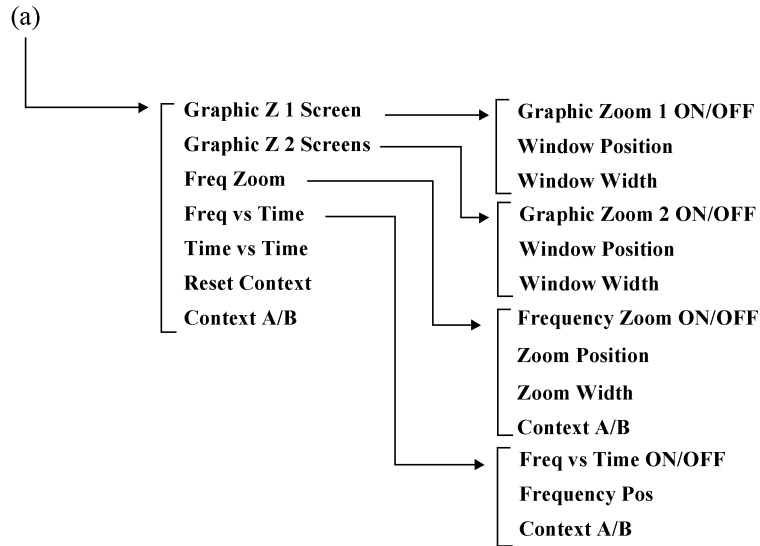 (a)
Graphic Z 1 Screen
Graphic Z 2 Screens
Freq Zoom
Freq vs Time
Time vs Time
Reset Context
Context A/B
Graphic Zoom 1 ON/OFF
Window Position
Window Width
Graphic Zoom 2 ON/OFF
Window Position
Window Width
Frequency Zoom ON/OFF
Zoom Position
Zoom Width
Context A/B
Freq vs Time ON/OFF
Frequency Pos
Context A/B